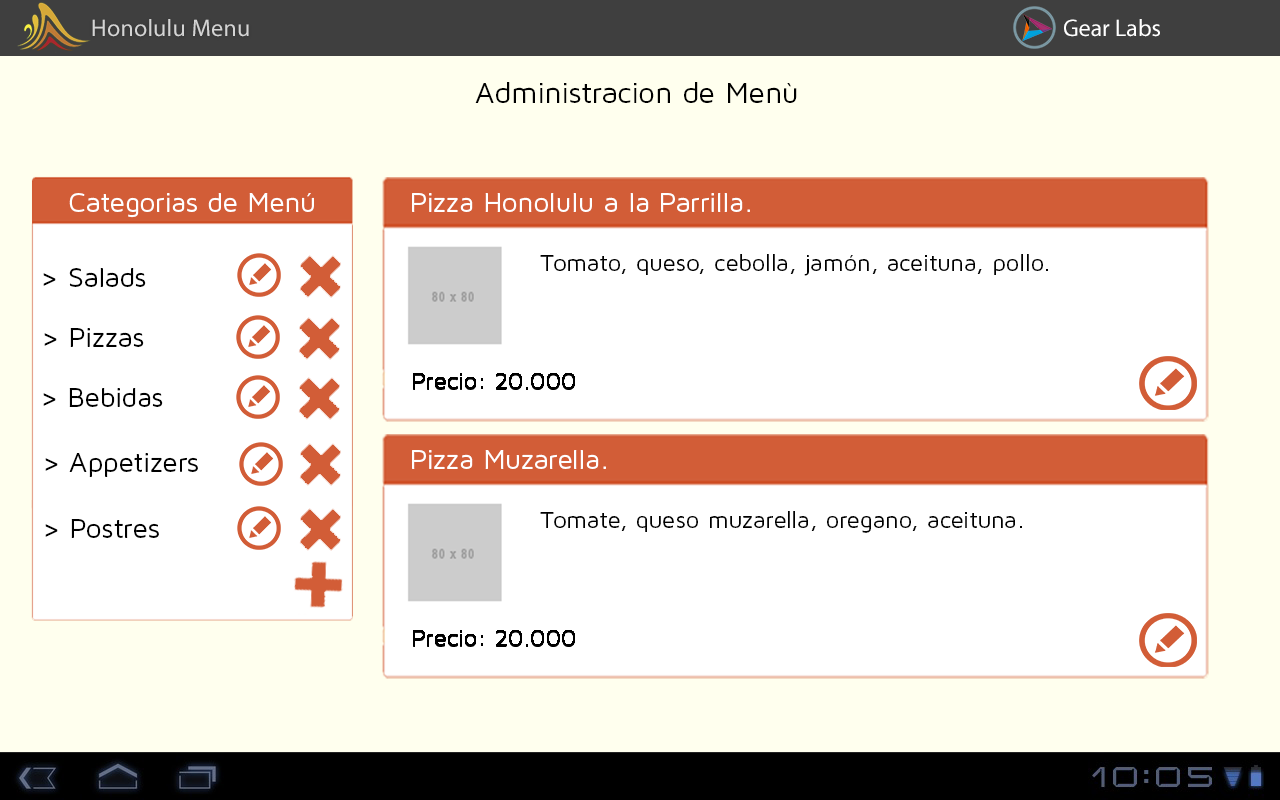 Honolulu Menu
Gear Labs
Administracion de Menù
Categorias de Menú
> Salads
> Pizzas
> Bebidas
> Appetizers
> Postres
Pizza Honolulu a la Parrilla.
80 x 80
Tomato, queso, cebolla, jamón, aceituna, pollo.
Precio: 20.000
Pizza Muzarella.
80 x 80
Tomate, queso muzarella, oregano, aceituna.
Precio: 20.000
10:05